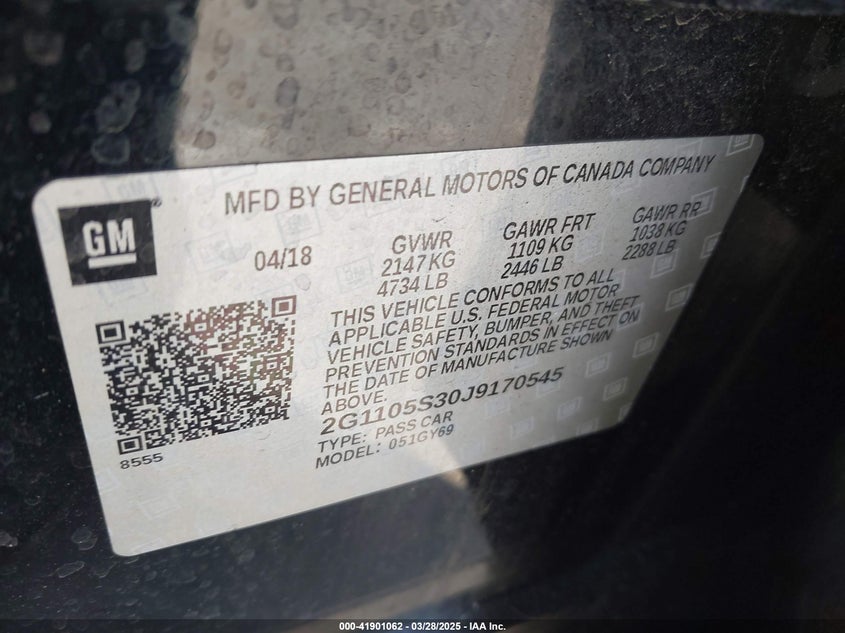 MFD BY GENERAL MOTORS OF CANADA COMPANY
GM
®
04/18
GVWR
2147 KG
4734 LB
GAWR FRT
1109 KG
2446 LB
GAWR RR
1038 KG
2288 LB
THIS VEHICLE CONFORMS TO ALL
APPLICABLE U.S. FEDERAL MOTOR
VEHICLE SAFETY, BUMPER, AND THEFT
PREVENTION STANDARDS IN EFFECT ON
THE DATE OF MANUFACTURE SHOWN
ABOVE.
2G1105S30J9170545
TYPE: PASS CAR
MODEL: 051GY69
8555
000-41901062 - 03/28/2025 - IAA Inc.